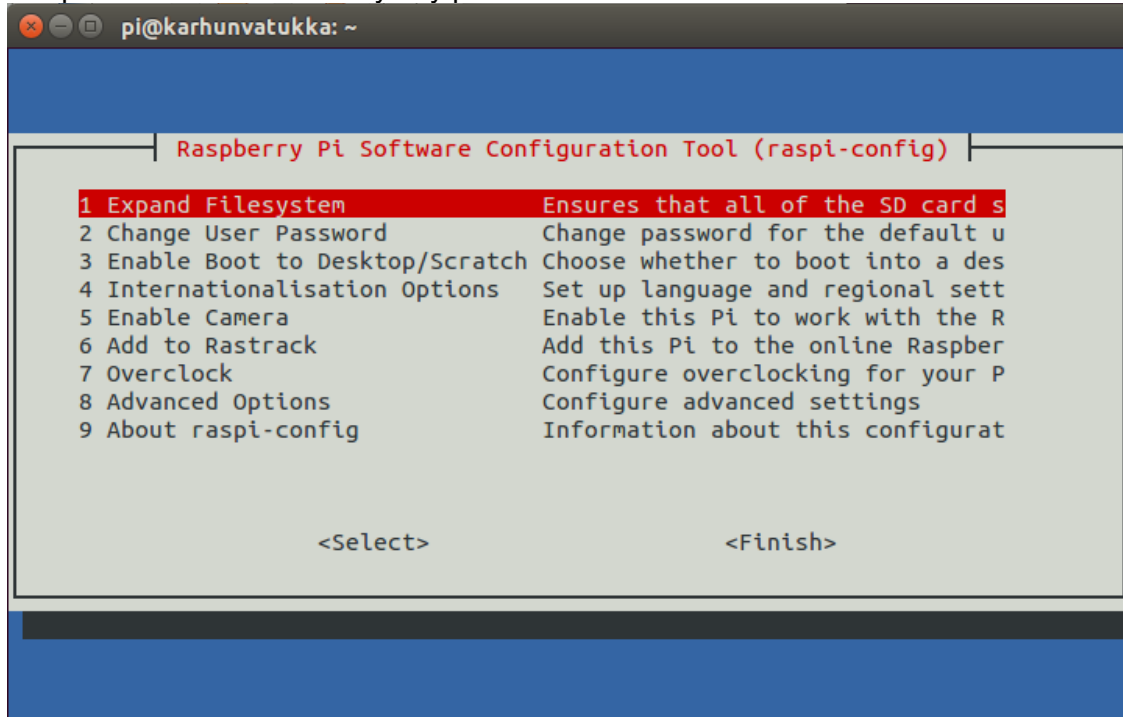 pi@karhunvatukka: ~
Raspberry Pi Software Configuration Tool (raspi-config)
1 Expand Filesystem Ensures that all of the SD card s
2 Change User Password Change password for the default u
3 Enable Boot to Desktop/Scratch Choose whether to boot into a des
4 Internationalisation Options Set up language and regional sett
5 Enable Camera Enable this Pi to work with the R
6 Add to Rastrack Add this Pi to the online Raspber
7 Overclock Configure overclocking for your P
8 Advanced Options Configure advanced settings
9 About raspi-config Information about this configurat
<Select> <Finish>